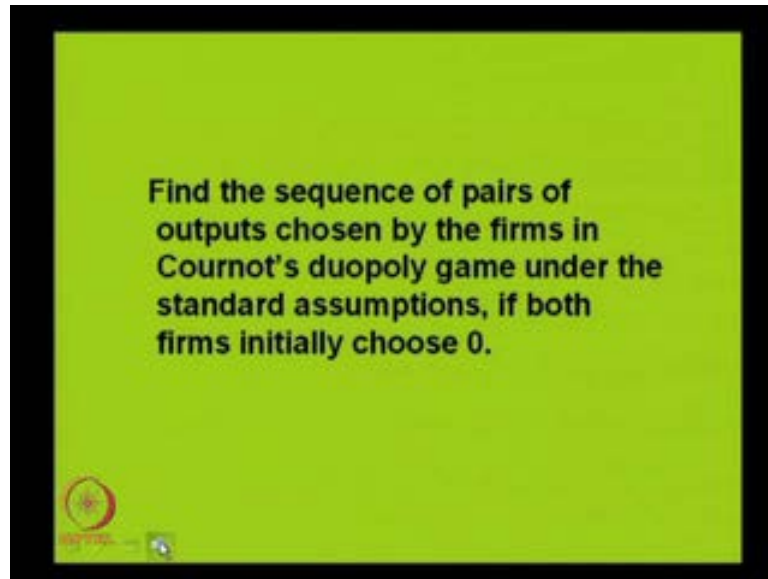 Find the sequence of pairs of
outputs chosen by the firms in
Cournot's duopoly game under the
standard assumptions, if both
firms initially choose 0.